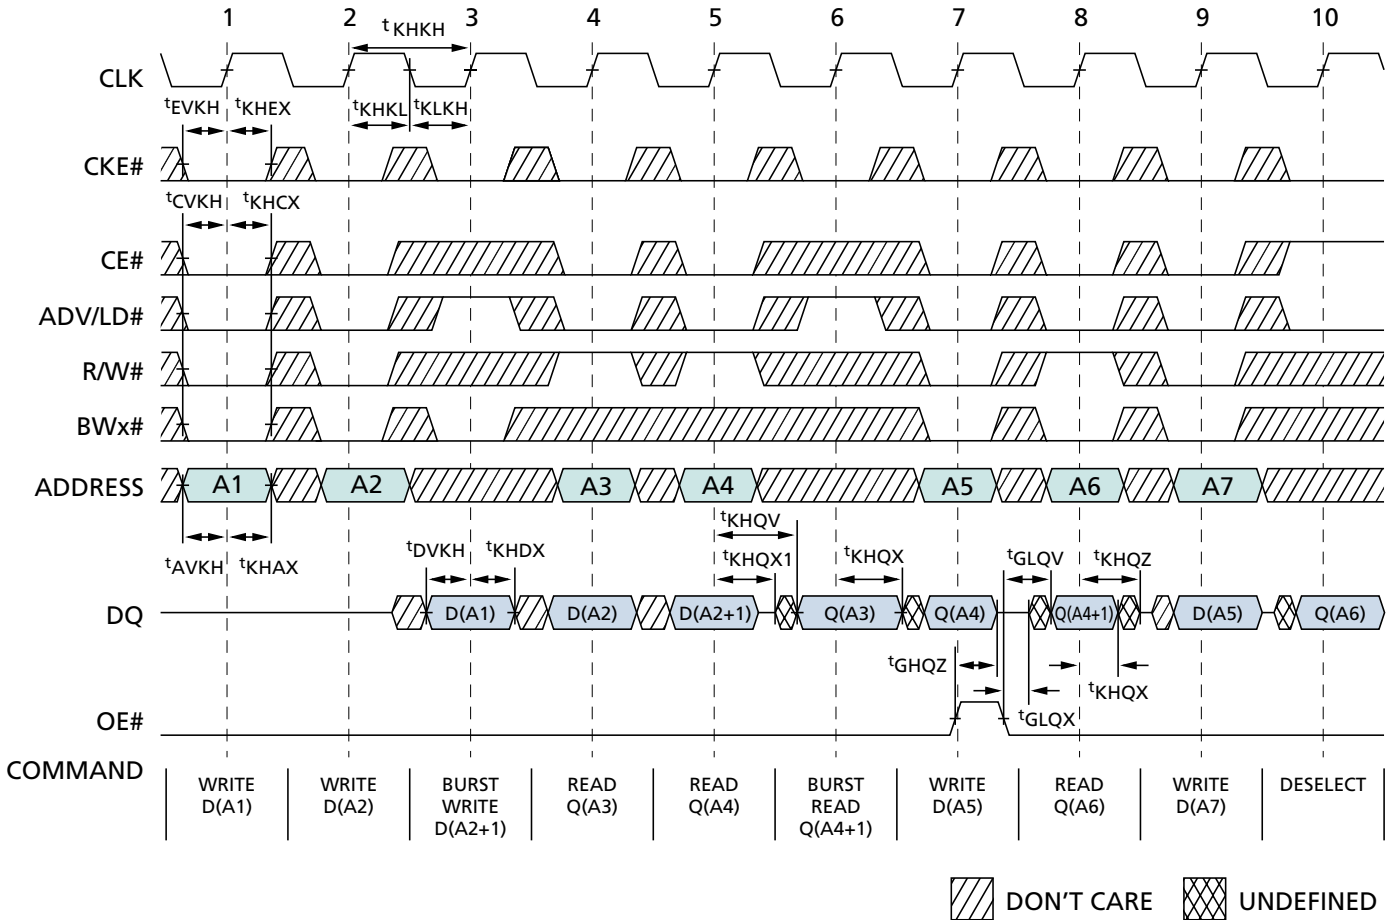 1 2 3 4 5 6 7 8 9 10
tKHKH
CLK
tEVKH tKHEX tKHKL tKLKH
CKE#
tCVKH tKHCX
CE#
ADV/LD#
R/W#
BWx#
ADDRESS A1 A2 A3 A4 A5 A6 A7
tKHQV
tDVKH tKHDX tKHQX1 tKHQX tGLQV tKHQZ
tAVKH tKHAX
DQ D(A1) D(A2) D(A2+1) Q(A3) Q(A4) Q(A4+1) D(A5) Q(A6)
tGHQZ tKHQX
tGLQX
OE#
COMMAND
WRITE D(A1)
WRITE D(A2)
BURST WRITE D(A2+1)
READ Q(A3)
READ Q(A4)
BURST READ Q(A4+1)
WRITE D(A5)
READ Q(A6)
WRITE D(A7)
DESELECT
DON'T CARE UNDEFINED